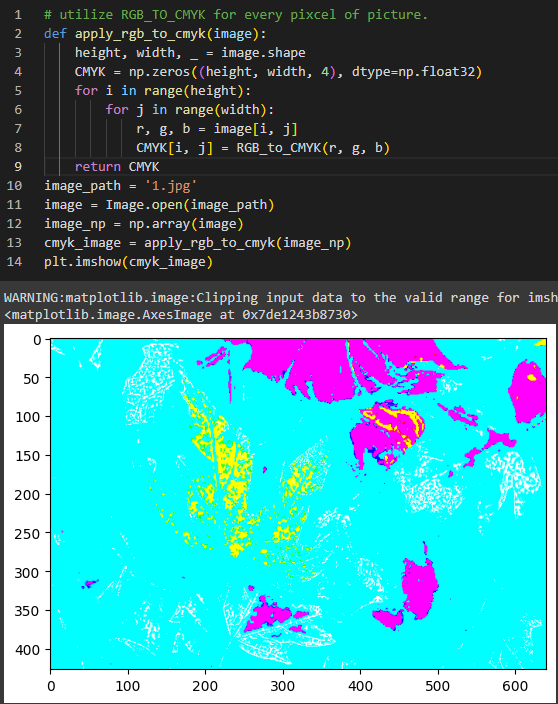 1 # utilize RGB_TO_CMYK for every pixcel of picture.
2 def apply_rgb_to_cmyk(image):
3 height, width, _ = image.shape
4 CMYK = np.zeros((height, width, 4), dtype=np.float32)
5 for i in range(height):
6 for j in range(width):
7 r, g, b = image[i, j]
8 CMYK[i, j] = RGB_to_CMYK(r, g, b)
9 return CMYK
10 image_path = '1.jpg'
11 image = Image.open(image_path)
12 image_np = np.array(image)
13 cmyk_image = apply_rgb_to_cmyk(image_np)
14 plt.imshow(cmyk_image)
WARNING:matplotlib.image:Clipping input data to the valid range for imsh
<matplotlib.image.AxesImage at 0x7de1243b8730>
0
50
100
150
200
250
300
350
400
0 100 200 300 400 500 600